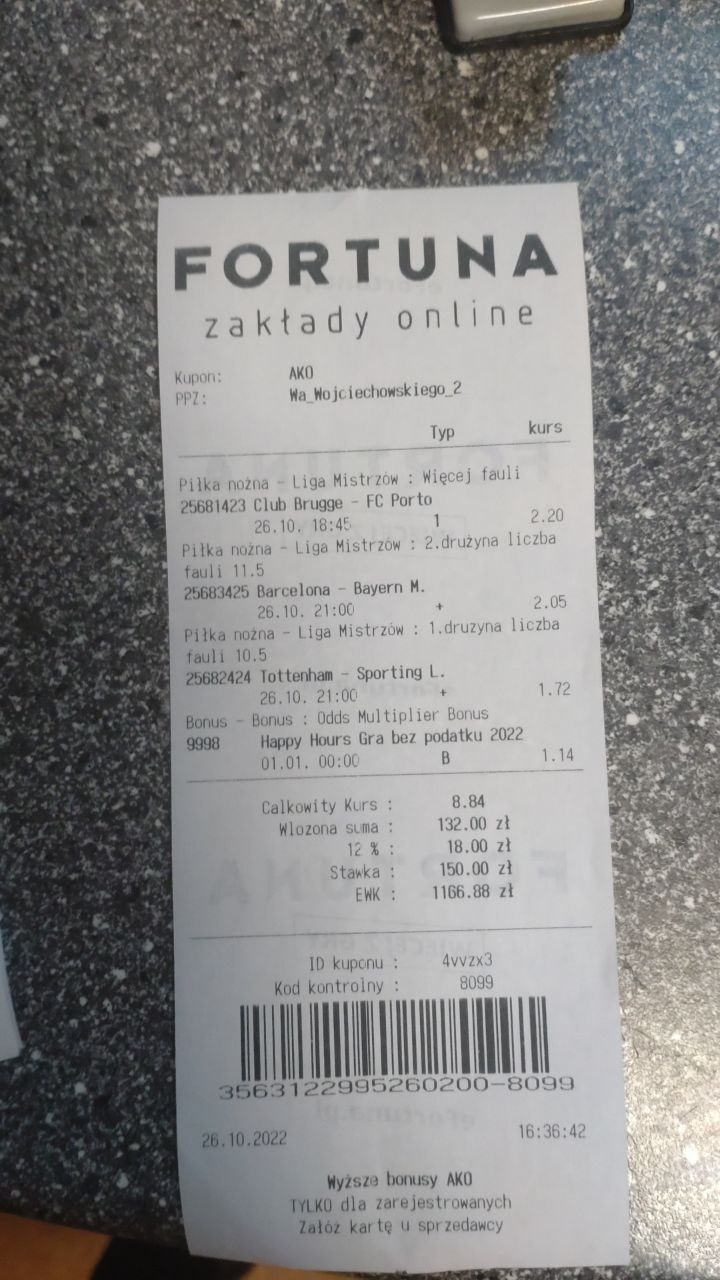 FORTUNA
zakłady online
Kupon: AKO
PPZ: Wa_Wojciechowskiego_2
Typ kurs
Piłka nożna - Liga Mistrzów : Więcej fauli
25681423 Club Brugge - FC Porto
26.10. 18:45 1 2.20
Piłka nożna - Liga Mistrzów : 2.drużyna liczba
fauli 11.5
25683425 Barcelona - Bayern M.
26.10. 21:00 + 2.05
Piłka nożna - Liga Mistrzów : 1.druzyna liczba
fauli 10.5
25682424 Tottenham - Sporting L.
26.10. 21:00 + 1.72
Bonus - Bonus : Odds Multiplier Bonus
9998 Happy Hours Gra bez podatku 2022
01.01. 00:00 B 1.14
Calkowity Kurs : 8.84
Wlozona suma : 132.00 zł
12 % : 18.00 zł
Stawka : 150.00 zł
EWK : 1166.88 zł
ID kuponu : 4vvzx3
Kod kontrolny : 8099
35631229952602​00-8099
26.10.2022 16:36:42
Wyższe bonusy AKO
TYLKO dla zarejestrowanych
Załóż kartę u sprzedawcy